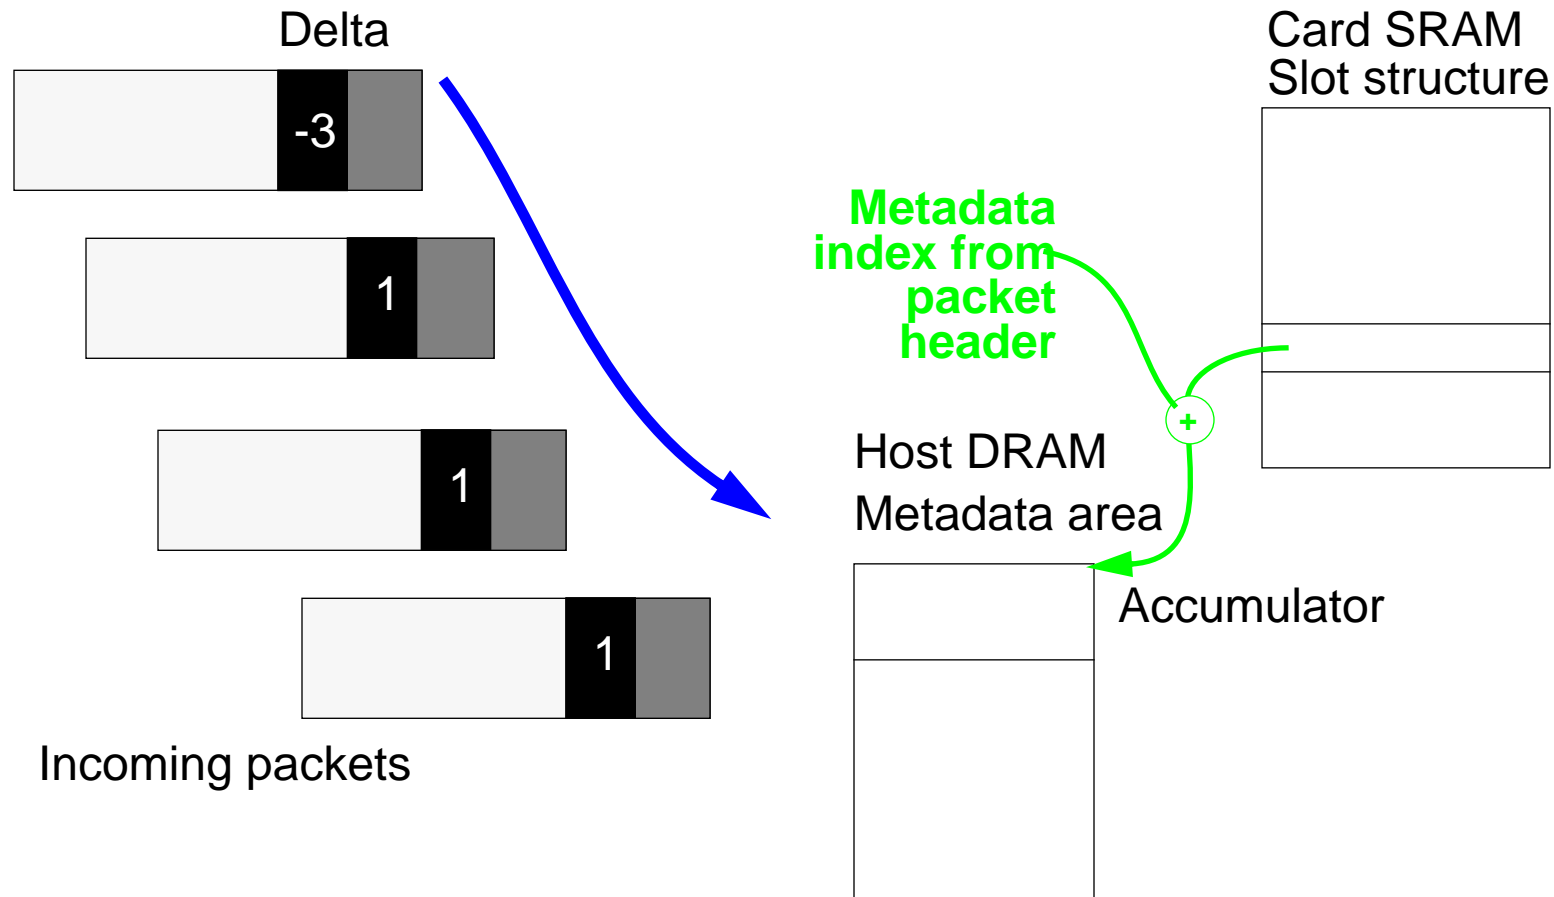 Delta
Card SRAM
Slot structure
-3
Metadata
index from
packet
header
1
+
Host DRAM
Metadata area
1
Accumulator
1
Incoming packets